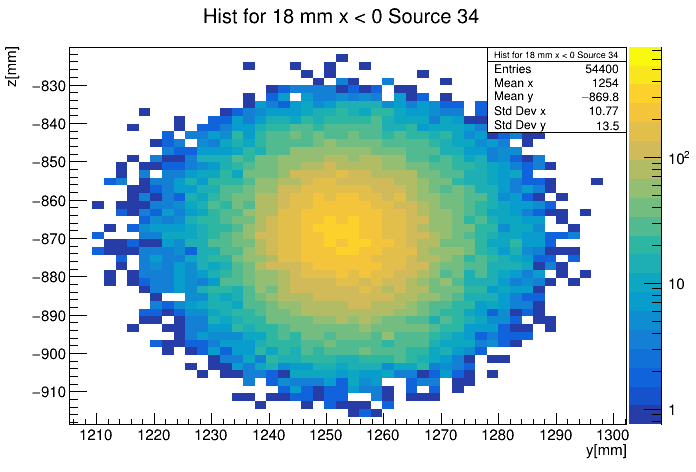 Hist for 18 mm x < 0 Source 34
z[mm]
Hist for 18 mm x < 0 Source 34
Entries 54400
Mean x 1254
Mean y −869.8
Std Dev x 10.77
Std Dev y 13.5
−830
−840
−850
−860
−870
−880
−890
−900
−910
10²
10
1
1210 1220 1230 1240 1250 1260 1270 1280 1290 1300
y[mm]